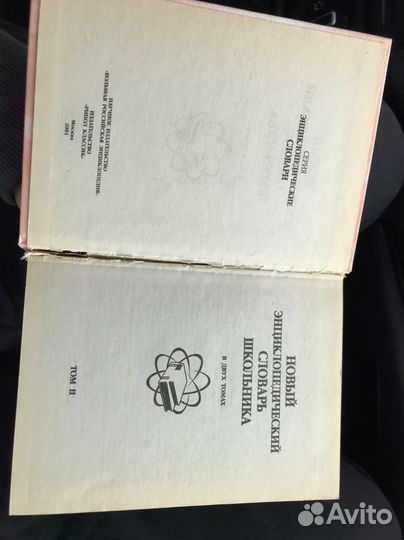 СЕРИЯ
ЭНЦИКЛОПЕДИЧЕСКИЕ
СЛОВАРИ
НАУЧНОЕ ИЗДАТЕЛЬСТВО
«БОЛЬШАЯ РОССИЙСКАЯ ЭНЦИКЛОПЕДИЯ»
ИЗДАТЕЛЬСТВО
«РИПОЛ КЛАССИК»
Москва
2001
НОВЫЙ
ЭНЦИКЛОПЕДИЧЕСКИЙ
СЛОВАРЬ
ШКОЛЬНИКА
В ДВУХ ТОМАХ
ТОМ II
Avito